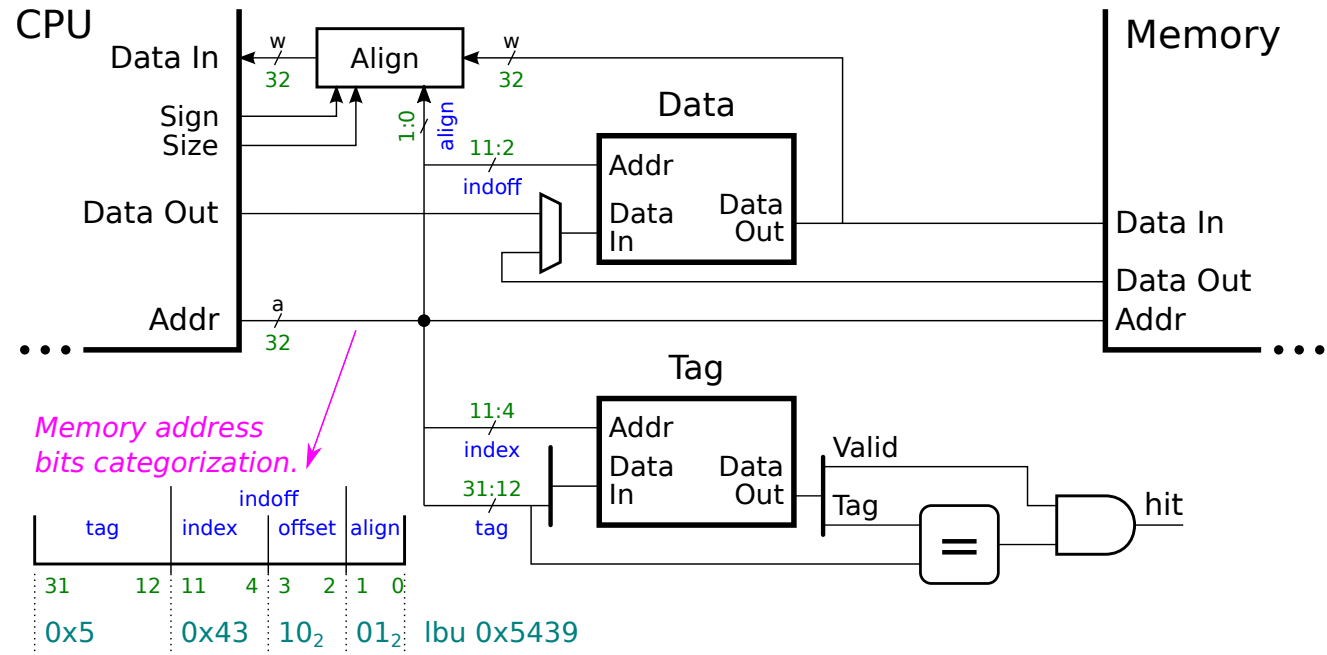 CPU
Memory
Data In
w
32
Align
w
32
Sign
Size
1:0
align
Data
11:2
indoff
Addr
Data In
Data Out
Data Out
Data In
Data Out
Addr
a
32
Addr
Tag
Memory address
bits categorization.
11:4
index
Addr
Data In
Data Out
31:12
tag
Valid
Tag
=
hit
indoff
tag
index
offset
align
31
12
11
4
3
2
1
0
0x5
0x43
10₂
01₂
lbu 0x5439